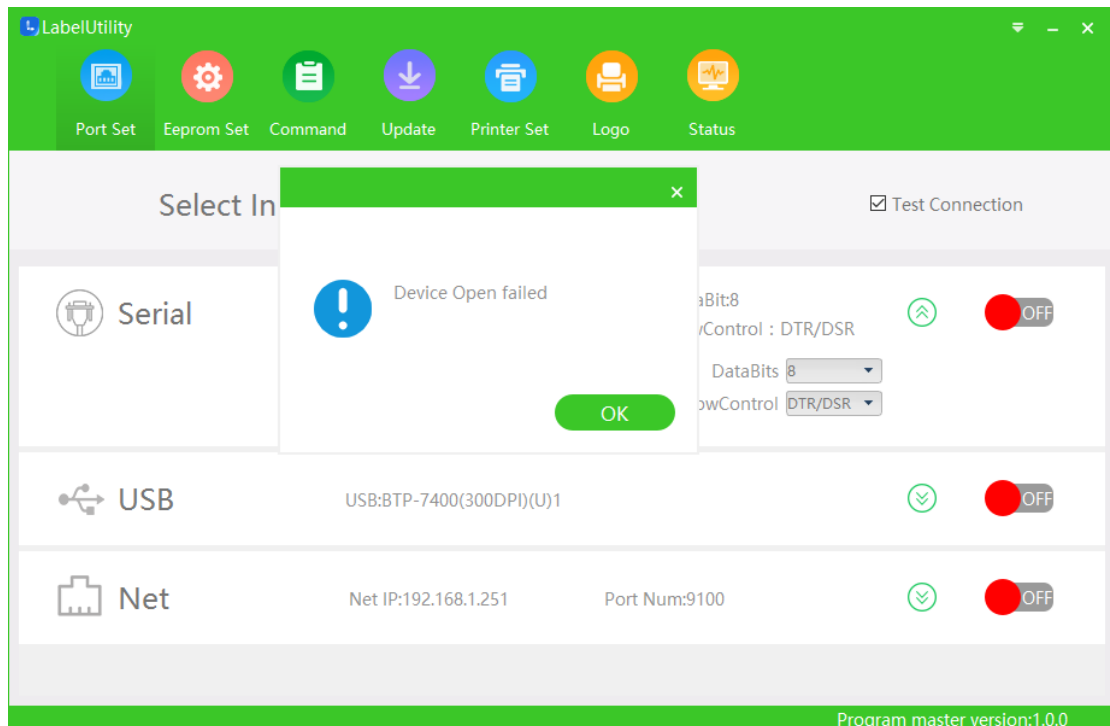 LabelUtility
Port Set Eeprom Set Command Update Printer Set Logo Status
Select In
Test Connection
Device Open failed
OK
Serial
aBit:8
wControl : DTR/DSR
OFF
DataBits 8
owControl DTR/DSR
USB
USB:BTP-7400(300DPI)(U)1
OFF
Net
Net IP:192.168.1.251 Port Num:9100
OFF
Program master version:1.0.0